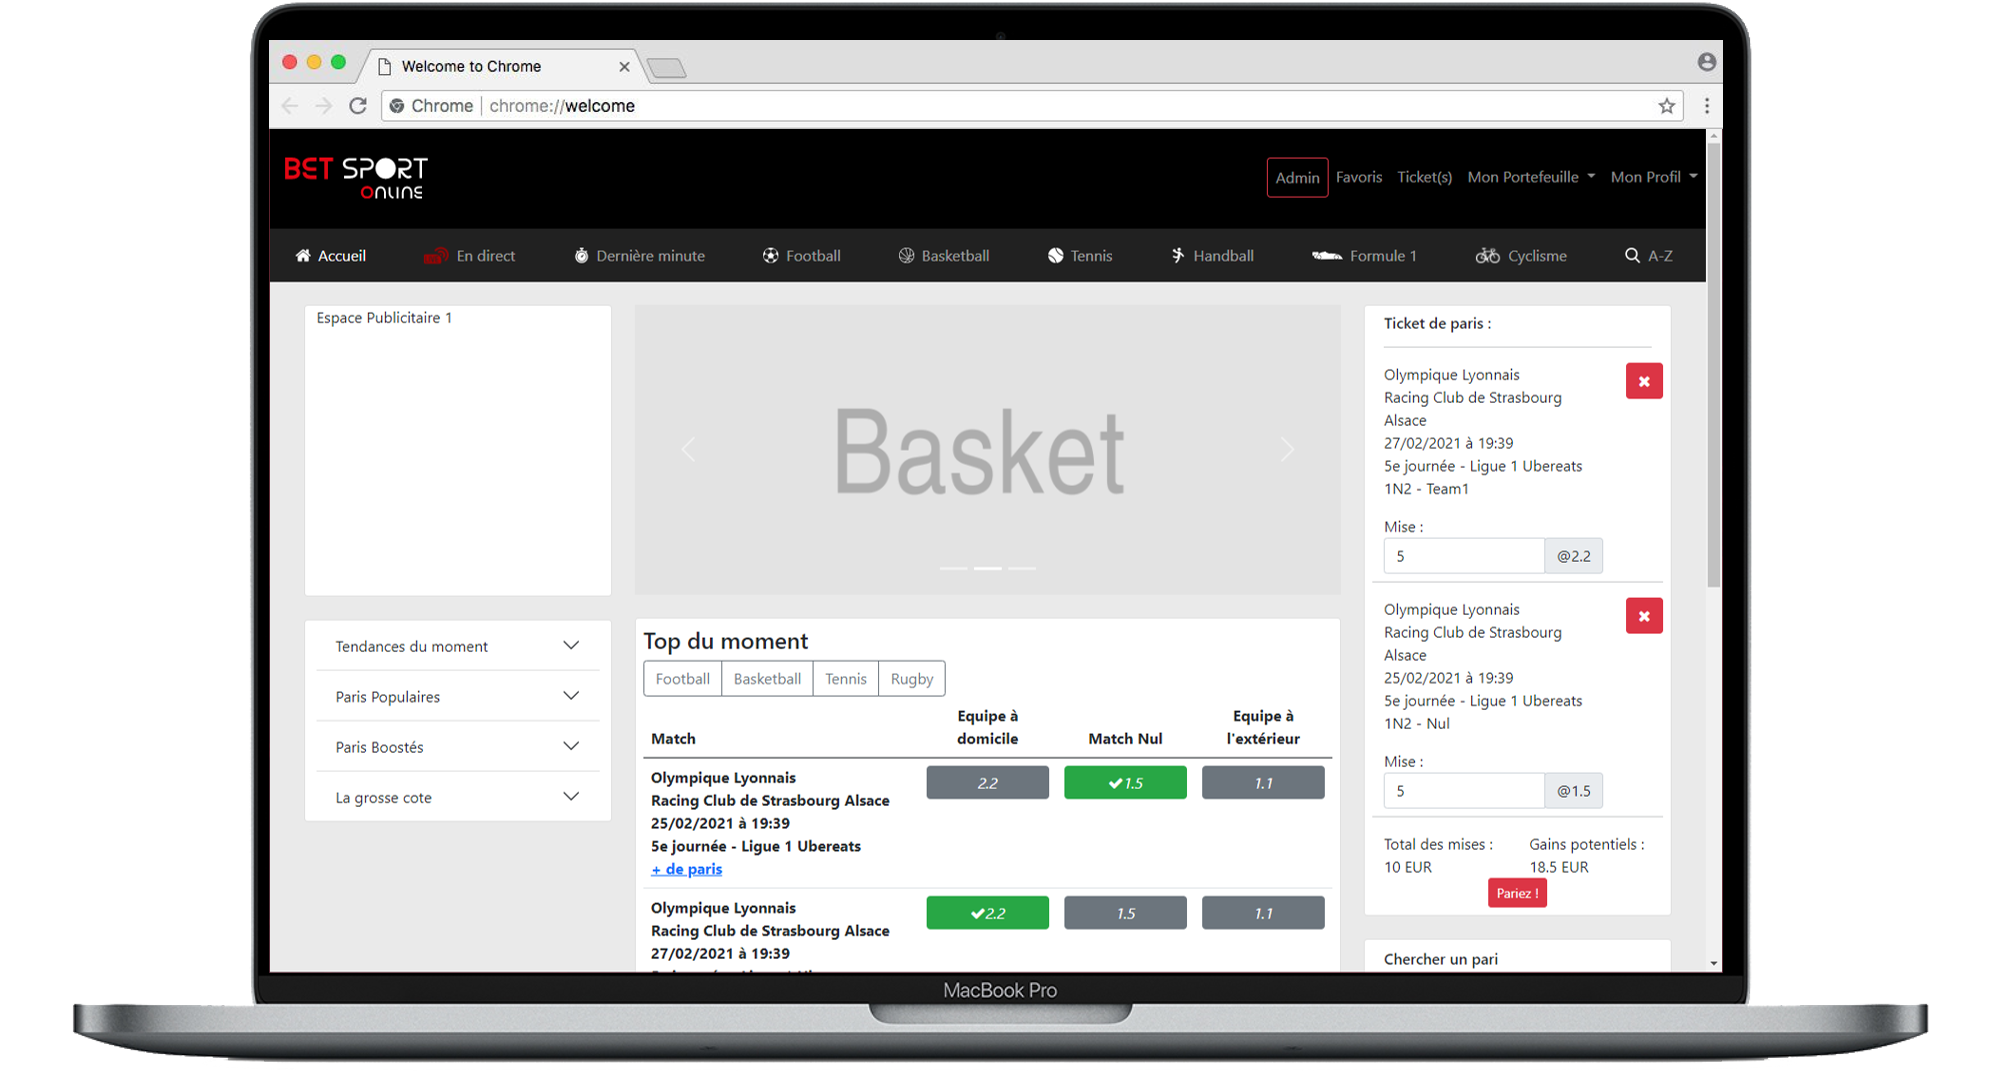 Welcome to Chrome
Chrome chrome://welcome
BET SPORT
ONLINE
Admin Favoris Ticket(s) Mon Portefeuille Mon Profil
Accueil En direct Dernière minute Football Basketball Tennis Handball Formule 1 Cyclisme A-Z
Espace Publicitaire 1
Tendances du moment
Paris Populaires
Paris Boostés
La grosse cote
Basket
Top du moment
Football Basketball Tennis Rugby
Match Equipe à domicile Match Nul Equipe à l'extérieur
Olympique Lyonnais
Racing Club de Strasbourg Alsace
25/02/2021 à 19:39
5e journée - Ligue 1 Ubereats
+ de paris
2.2 1.5 1.1
Olympique Lyonnais
Racing Club de Strasbourg Alsace
27/02/2021 à 19:39
2.2 1.5 1.1
Ticket de paris :
Olympique Lyonnais
Racing Club de Strasbourg
Alsace
27/02/2021 à 19:39
5e journée - Ligue 1 Ubereats
1N2 - Team1
Mise :
5 @2.2
Olympique Lyonnais
Racing Club de Strasbourg
Alsace
25/02/2021 à 19:39
5e journée - Ligue 1 Ubereats
1N2 - Nul
Mise :
5 @1.5
Total des mises : Gains potentiels :
10 EUR 18.5 EUR
Pariez !
Chercher un pari
MacBook Pro